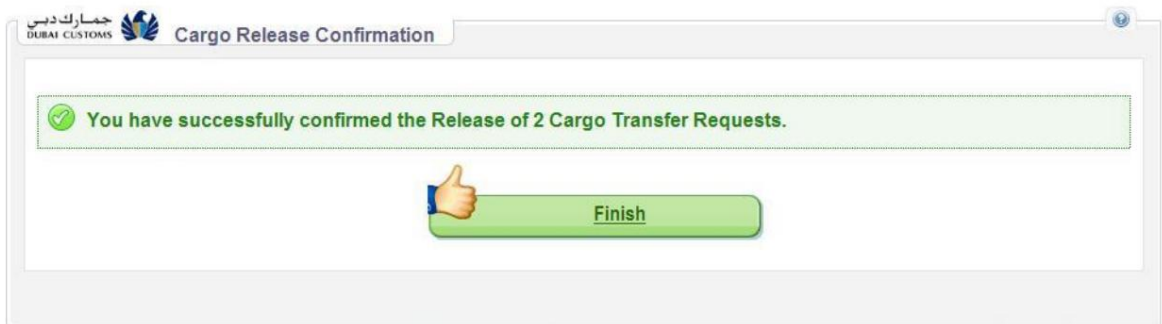 جمارك دبي
DUBAI CUSTOMS
Cargo Release Confirmation
You have successfully confirmed the Release of 2 Cargo Transfer Requests.
Finish